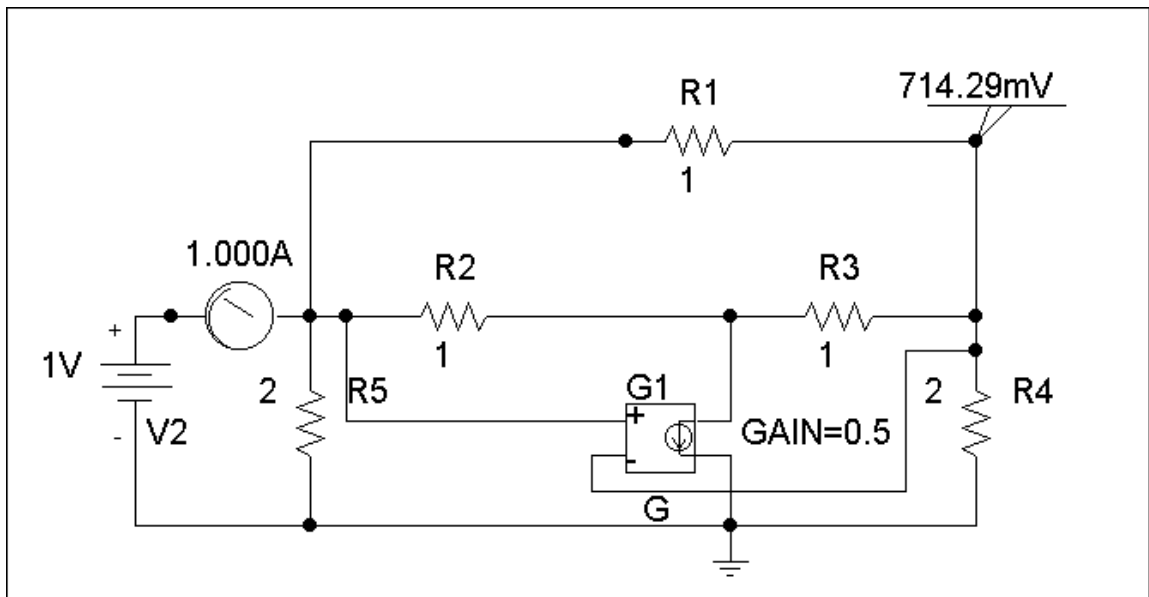 714.29mV
R1
1
1.000A
R2
R3
+
1
1
1V
2
R5
G1
2
R4
+
-
V2
-
GAIN=0.5
G